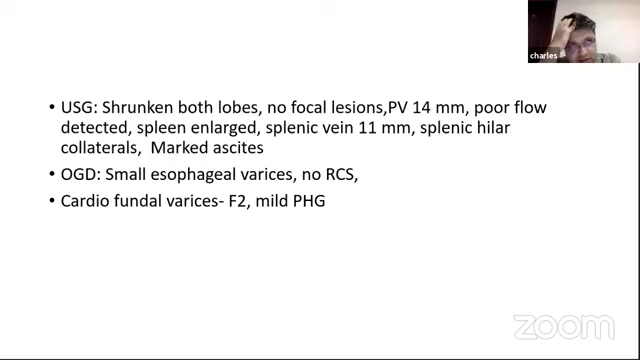 charles
• USG: Shrunken both lobes, no focal lesions,PV 14 mm, poor flow
detected, spleen enlarged, splenic vein 11 mm, splenic hilar
collaterals,  Marked ascites
• OGD: Small esophageal varices, no RCS,
• Cardio fundal varices- F2, mild PHG
zoom